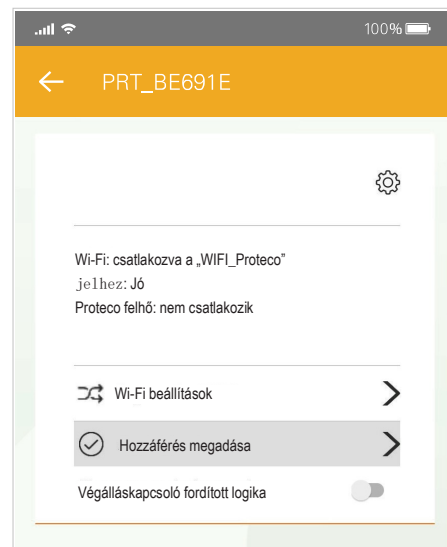 100%
PRT_BE691E
Wi-Fi: csatlakozva a „WIFI_Proteco”
jelhez: Jó
Proteco felhő: nem csatlakozik
Wi-Fi beállítások
Hozzáférés megadása
Végálláskapcsoló fordított logika